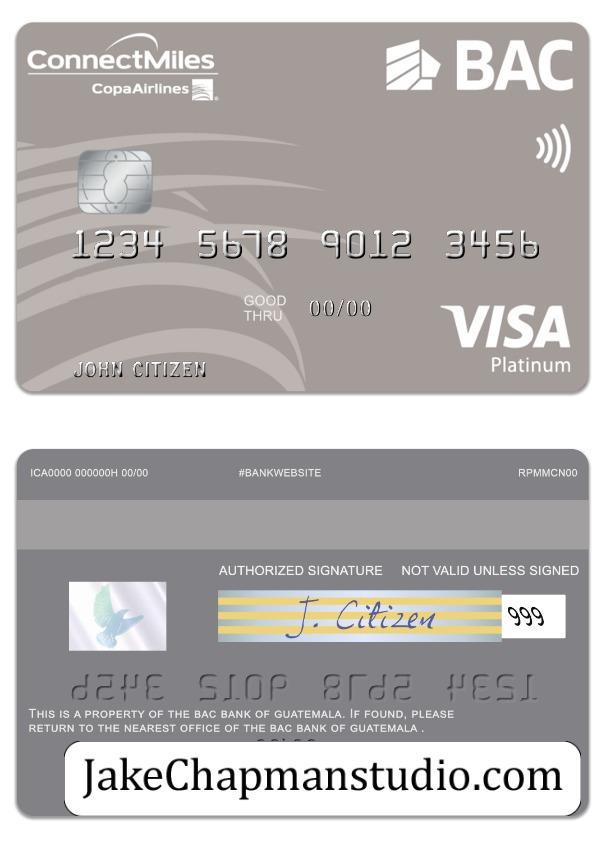 ConnectMiles
CopaAirlines
BAC
1234 5678 9012 3456
GOOD
THRU 00/00
VISA
Platinum
JOHN CITIZEN
ICA0000 000000H 00/00 #BANKWEBSITE RPMMCN00
AUTHORIZED SIGNATURE NOT VALID UNLESS SIGNED
J. Citizen 999
THIS IS A PROPERTY OF THE BAC BANK OF GUATEMALA. IF FOUND, PLEASE
RETURN TO THE NEAREST OFFICE OF THE BAC BANK OF GUATEMALA .
JakeChapmanstudio.com